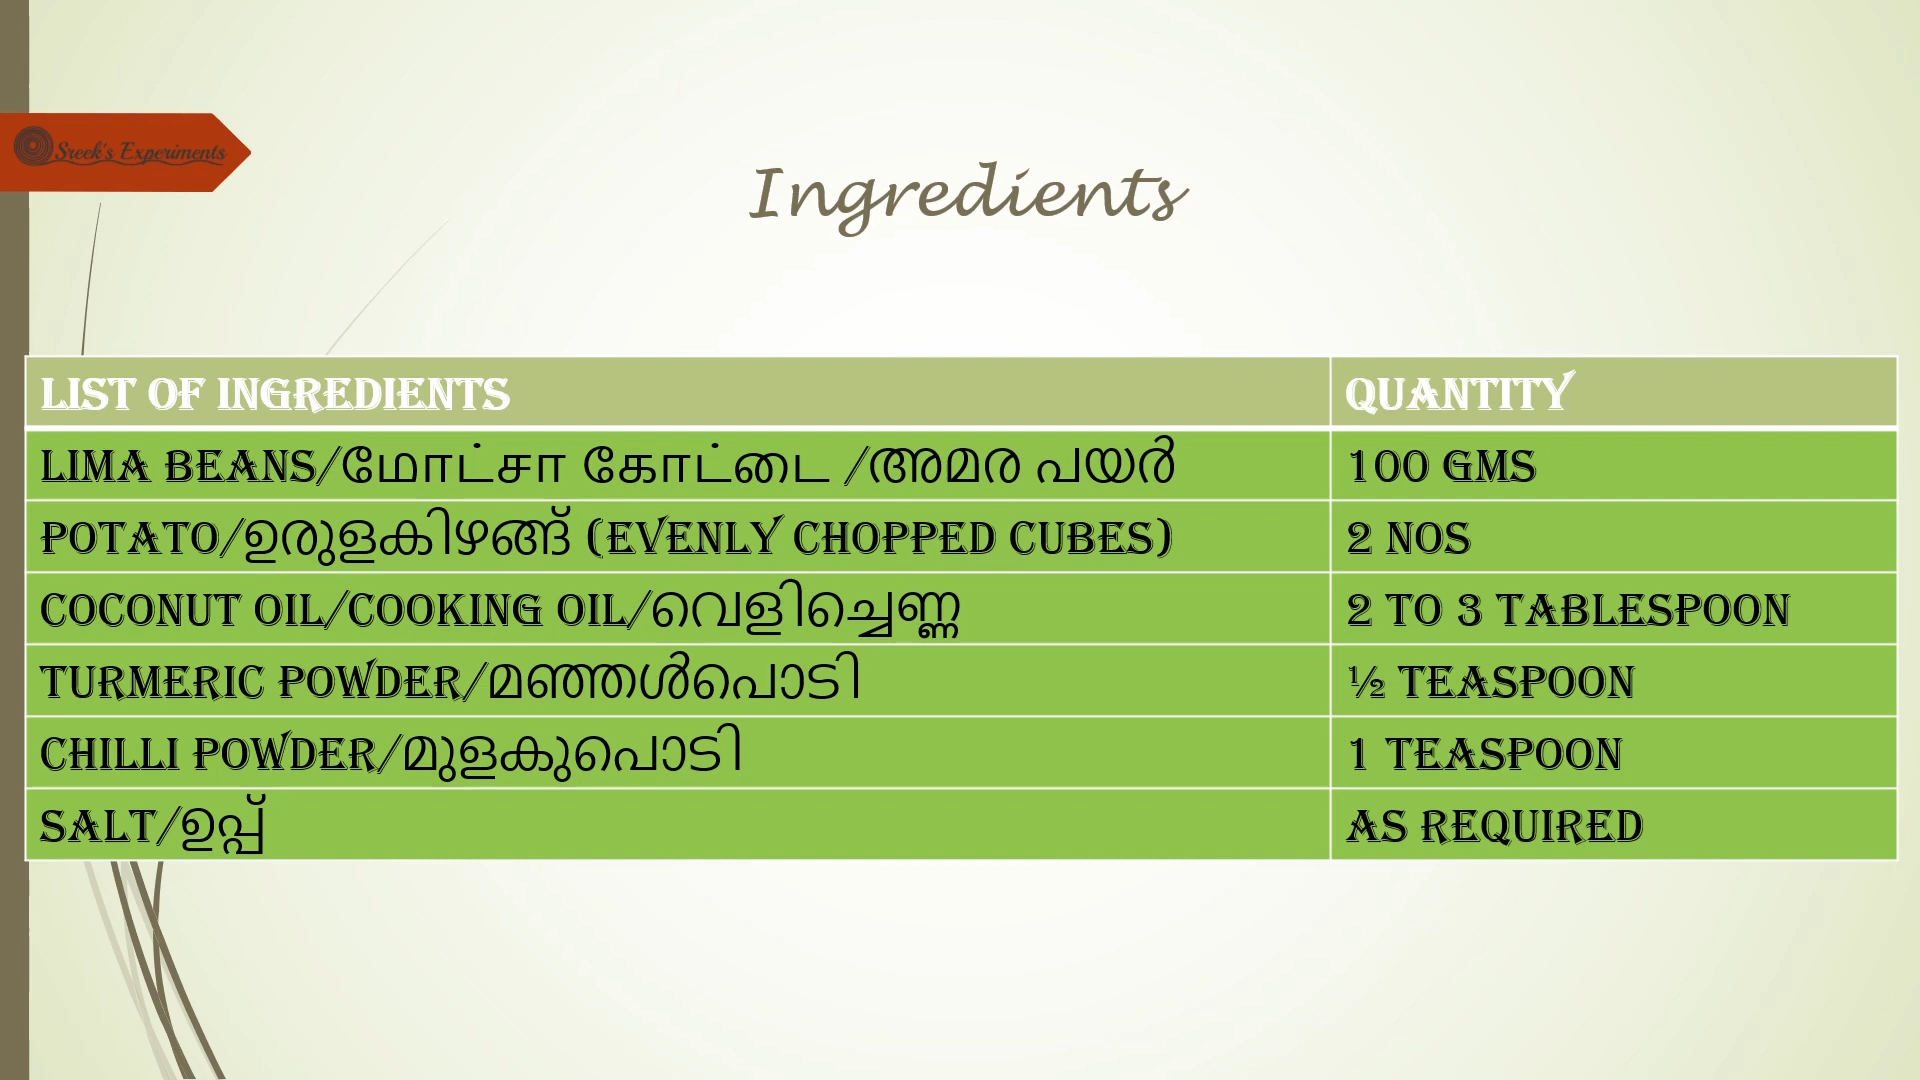 Sreek's Experiments
Ingredients
LIST OF INGREDIENTS QUANTITY
LIMA BEANS/மோட்சா கோட்டை /അമര പയർ 100 GMS
POTATO/ഉരുളകിഴങ്ങ് (EVENLY CHOPPED CUBES) 2 NOS
COCONUT OIL/COOKING OIL/വെളിച്ചെണ്ണ 2 TO 3 TABLESPOON
TURMERIC POWDER/മഞ്ഞൾപൊടി ½ TEASPOON
CHILLI POWDER/മുളകുപൊടി 1 TEASPOON
SALT/ഉപ്പ് AS REQUIRED